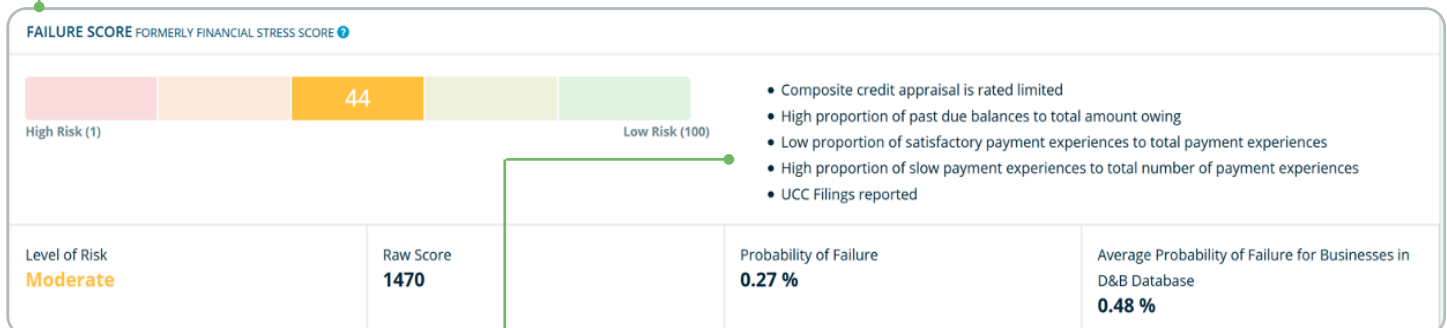 FAILURE SCORE FORMERLY FINANCIAL STRESS SCORE ?
44
High Risk (1)
Low Risk (100)
• Composite credit appraisal is rated limited
• High proportion of past due balances to total amount owing
• Low proportion of satisfactory payment experiences to total payment experiences
• High proportion of slow payment experiences to total number of payment experiences
• UCC Filings reported
Level of Risk
Moderate
Raw Score
1470
Probability of Failure
0.27 %
Average Probability of Failure for Businesses in
D&B Database
0.48 %